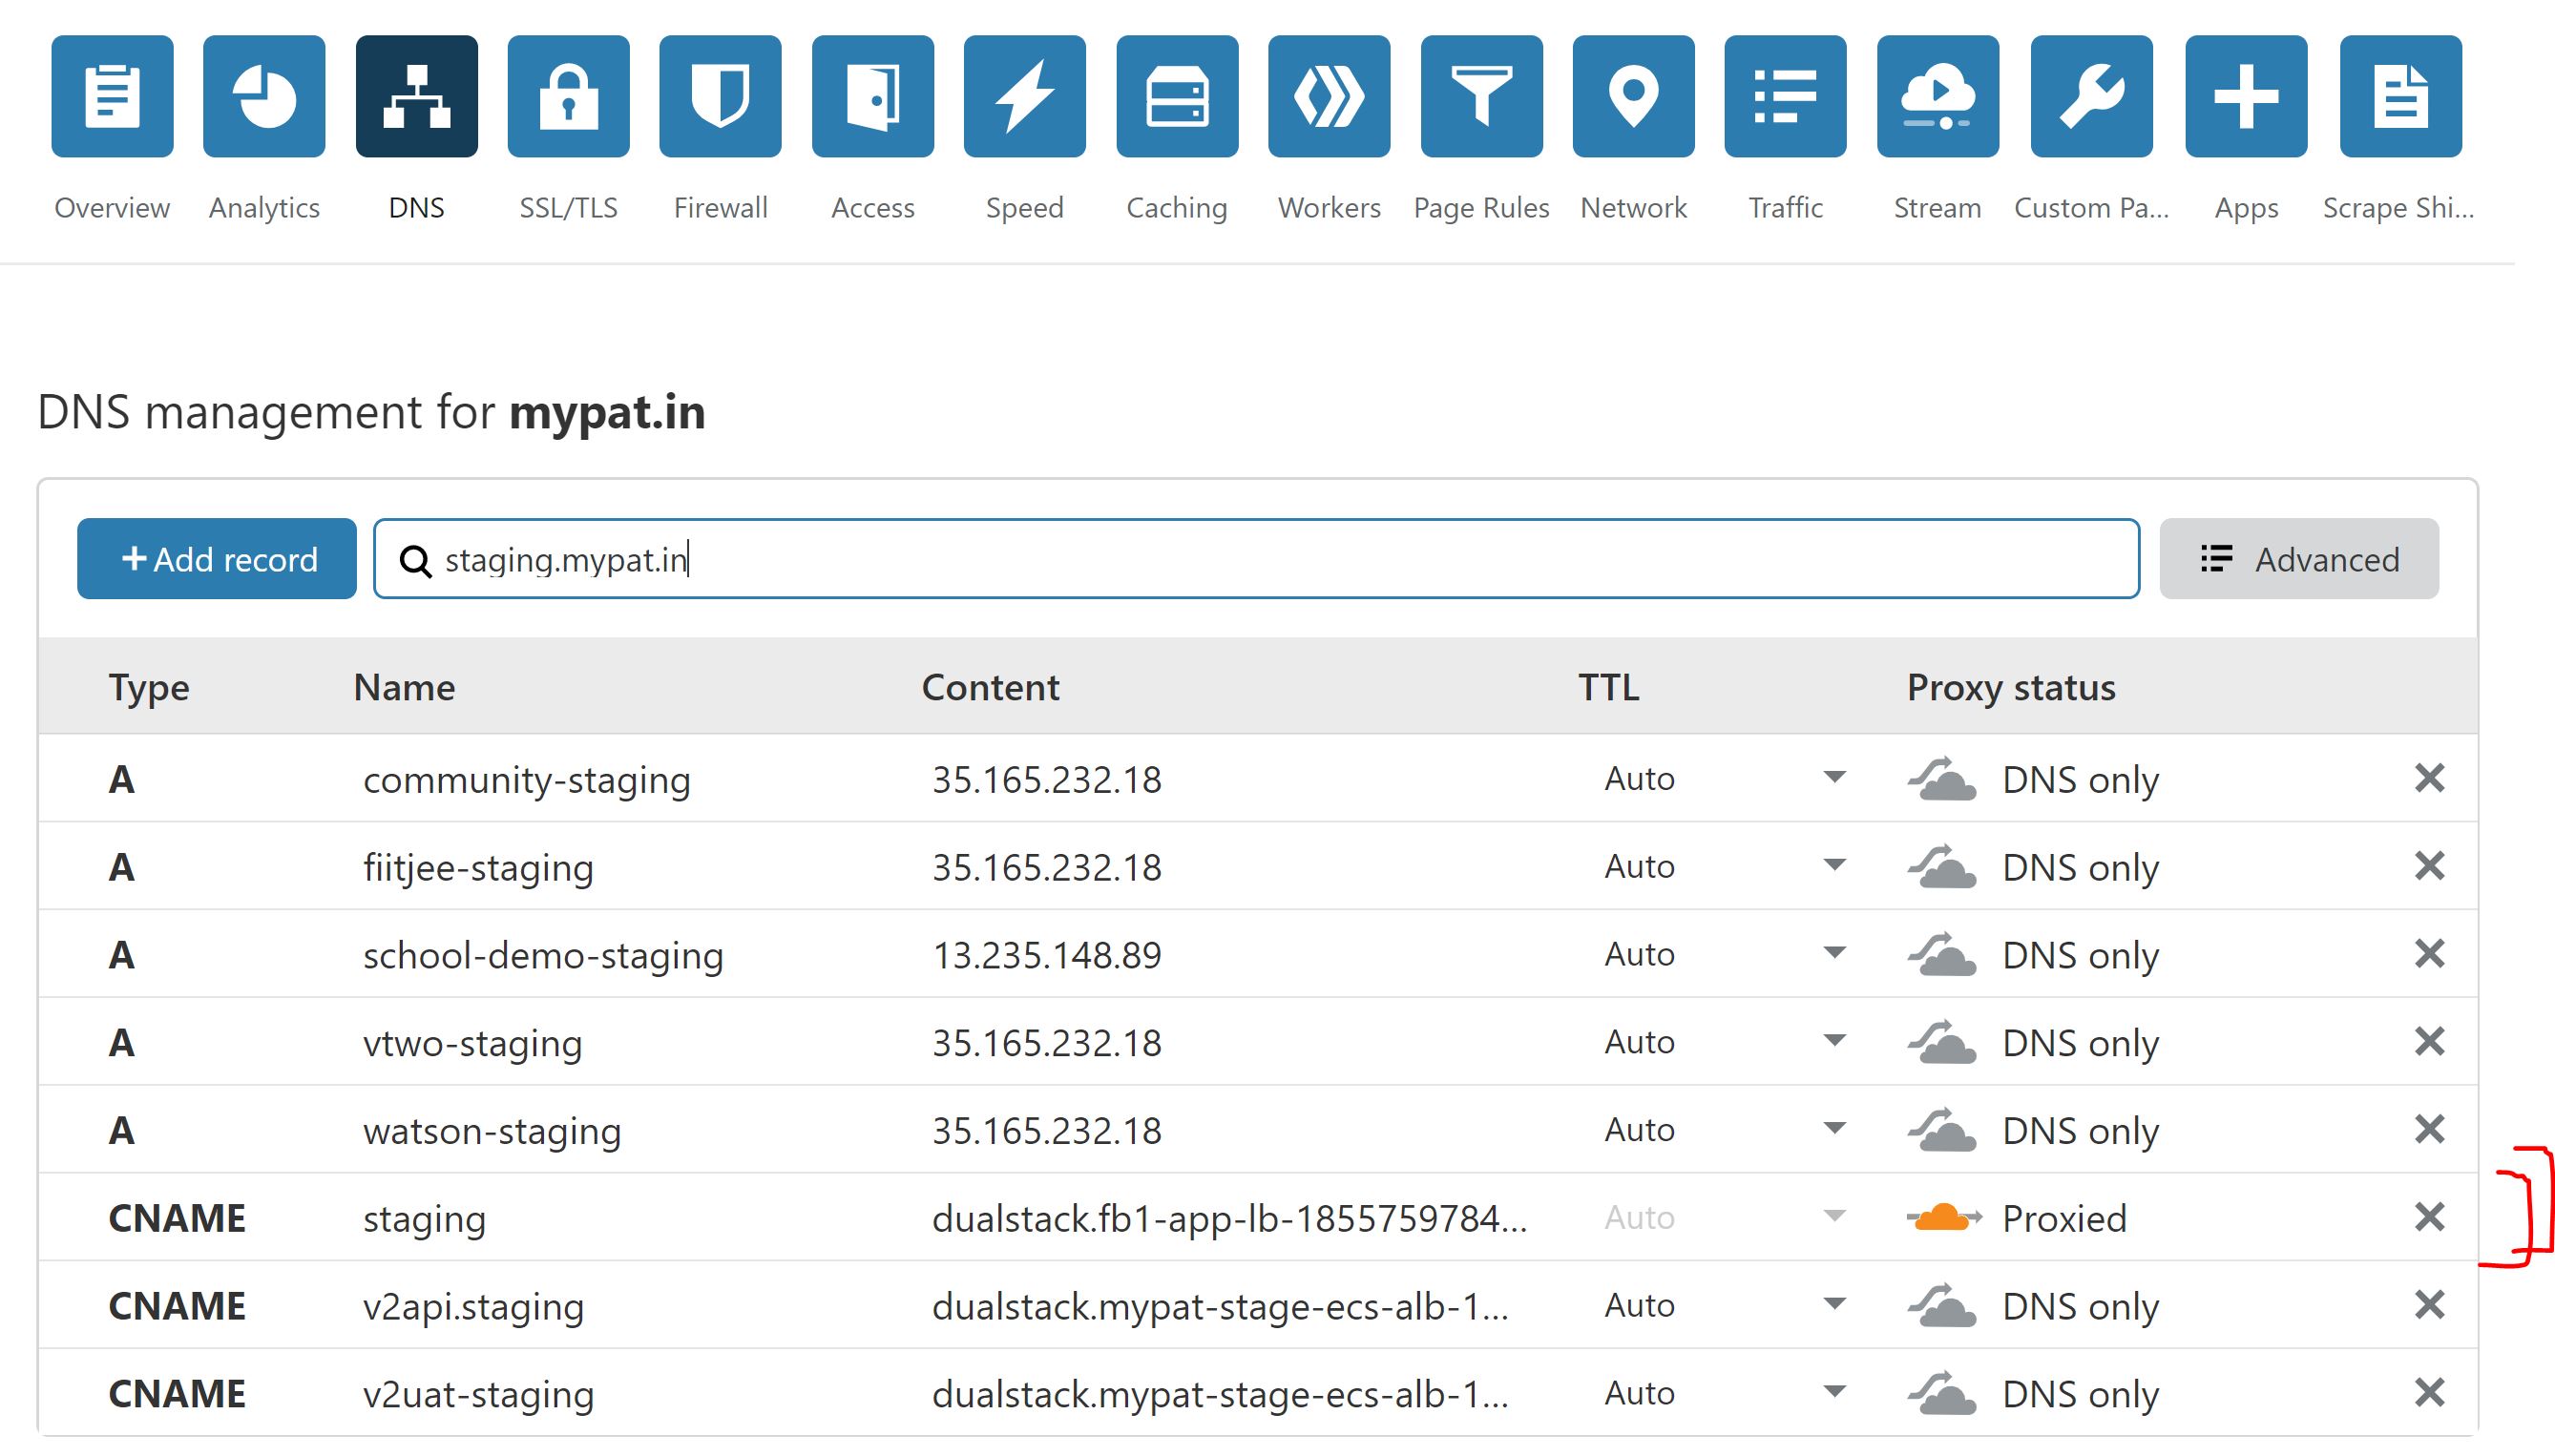 Overview Analytics DNS SSL/TLS Firewall Access Speed Caching Workers Page Rules Network Traffic Stream Custom Pa... Apps Scrape Shi...
DNS management for mypat.in
+ Add record staging.mypat.in Advanced
Type Name Content TTL Proxy status
A community-staging 35.165.232.18 Auto DNS only
A fiitjee-staging 35.165.232.18 Auto DNS only
A school-demo-staging 13.235.148.89 Auto DNS only
A vtwo-staging 35.165.232.18 Auto DNS only
A watson-staging 35.165.232.18 Auto DNS only
CNAME staging dualstack.fb1-app-lb-1855759784... Auto Proxied
CNAME v2api.staging dualstack.mypat-stage-ecs-alb-1... Auto DNS only
CNAME v2uat-staging dualstack.mypat-stage-ecs-alb-1... Auto DNS only